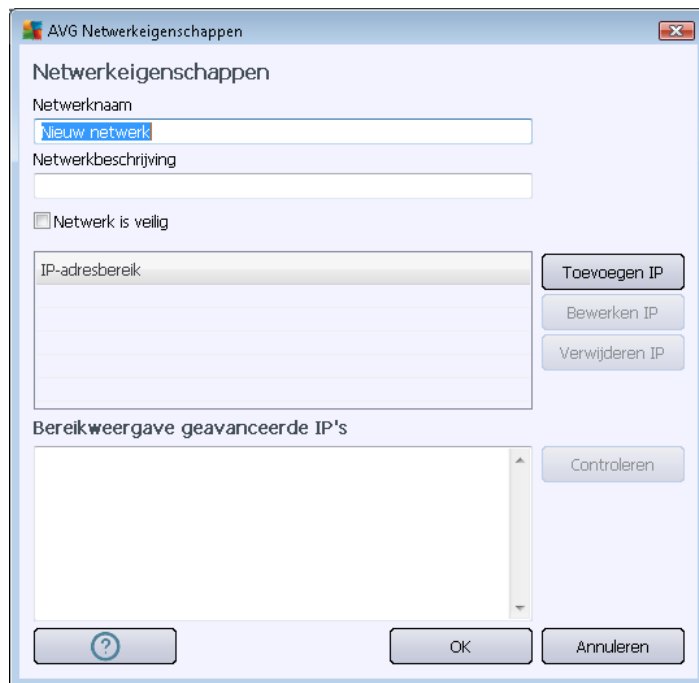 AVG Netwerkeigenschappen
Netwerkeigenschappen
Netwerknaam
Nieuw netwerk
Netwerkbeschrijving
Netwerk is veilig
IP-adresbereik
Toevoegen IP
Bewerken IP
Verwijderen IP
Bereikweergave geavanceerde IP's
Controleren
?
OK
Annuleren